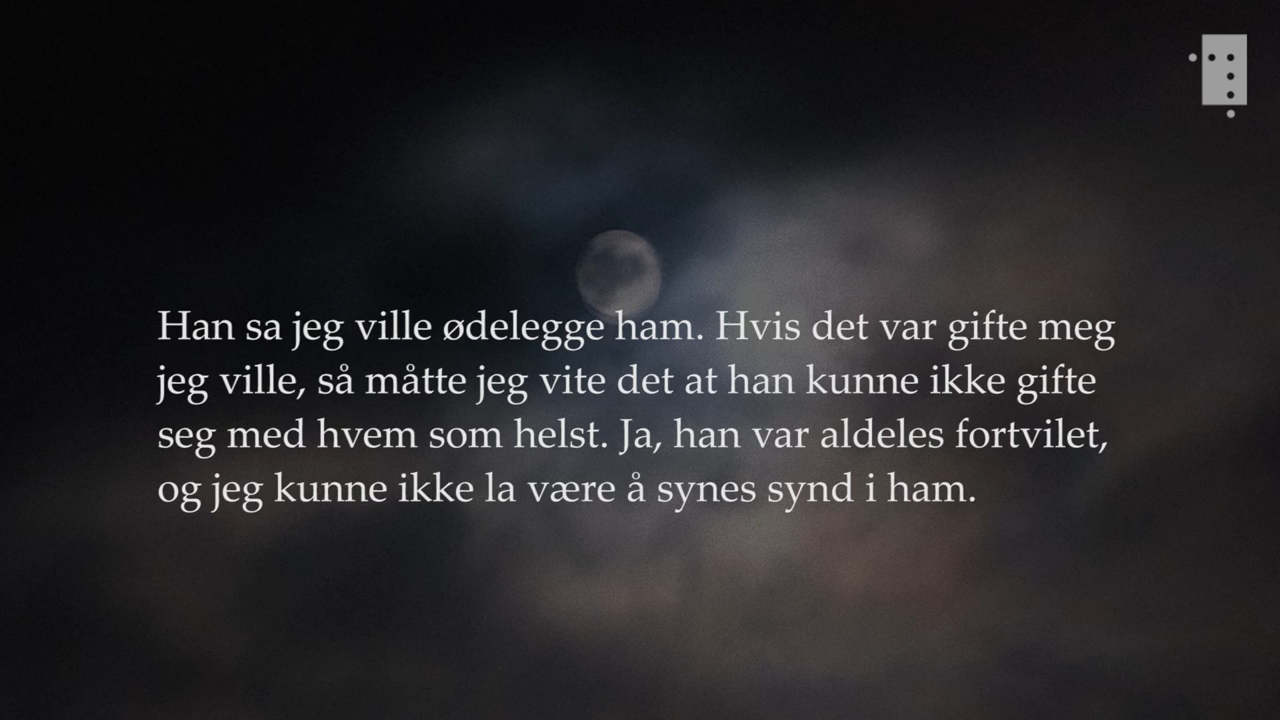 Han sa jeg ville ødelegge ham. Hvis det var gifte meg
jeg ville, så måtte jeg vite det at han kunne ikke gifte
seg med hvem som helst. Ja, han var aldeles fortvilet,
og jeg kunne ikke la være å synes synd i ham.